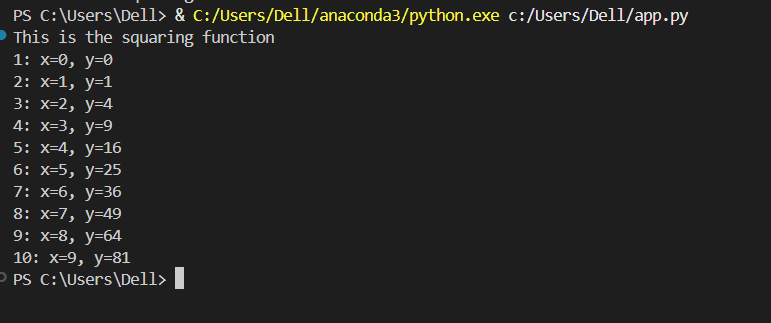 PS C:\Users\Dell> & C:/Users/Dell/anaconda3/python.exe c:/Users/Dell/app.py
This is the squaring function
1: x=0, y=0
2: x=1, y=1
3: x=2, y=4
4: x=3, y=9
5: x=4, y=16
6: x=5, y=25
7: x=6, y=36
8: x=7, y=49
9: x=8, y=64
10: x=9, y=81
PS C:\Users\Dell>